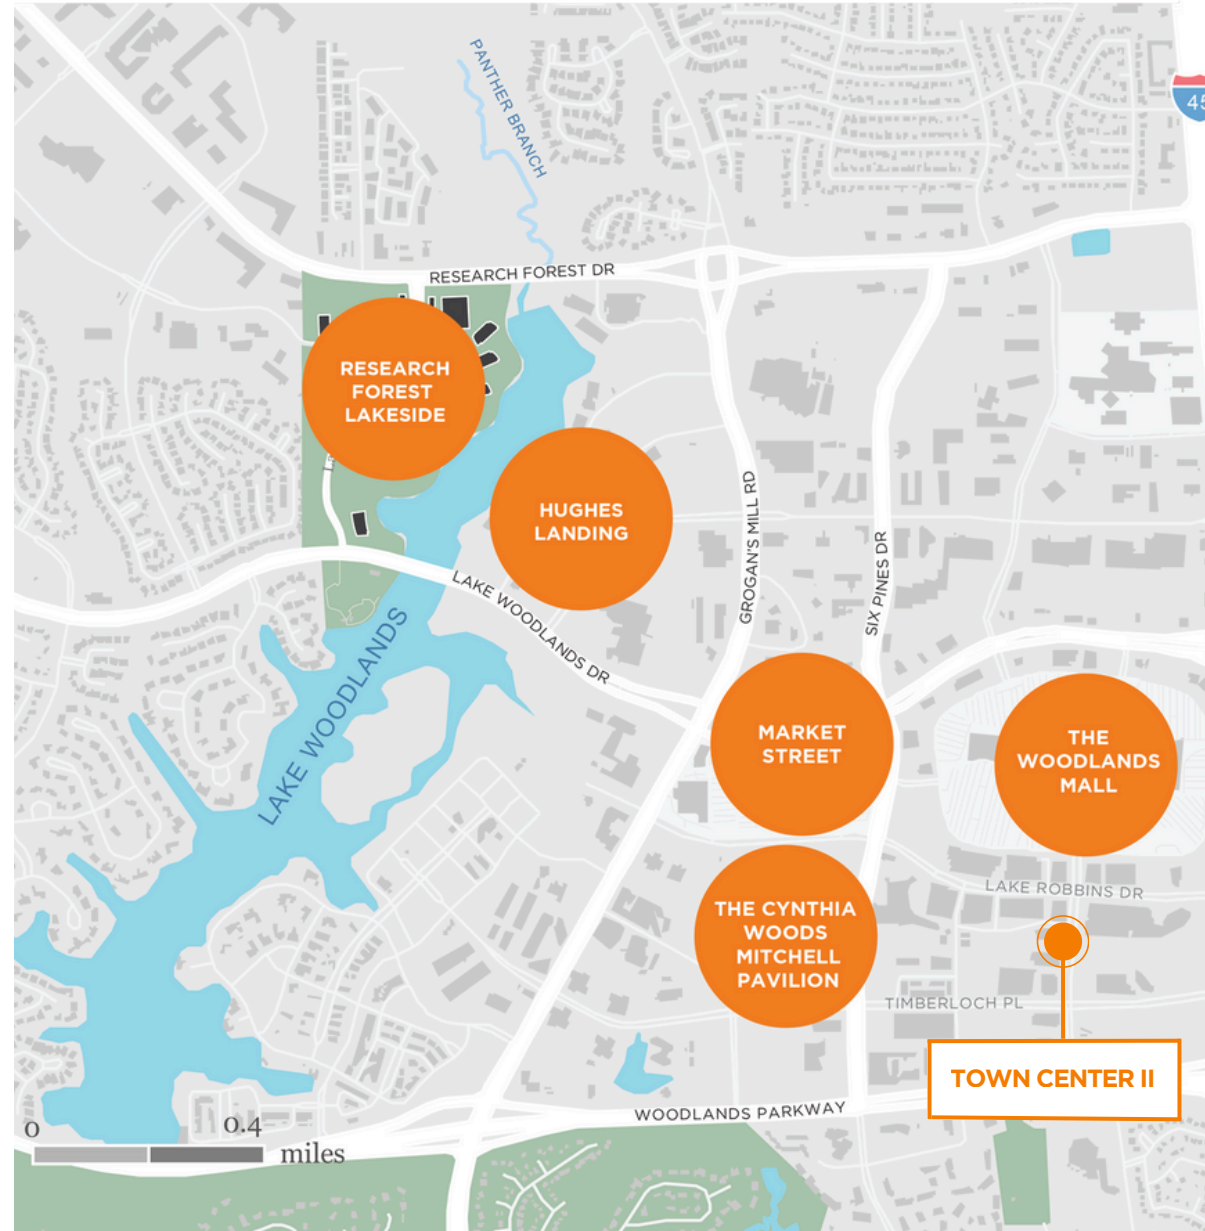 PANTHER BRANCH
45
RESEARCH FOREST DR
RESEARCH
FOREST
LAKESIDE
HUGHES
LANDING
GROGAN'S MILL RD
SIX PINES DR
LAKE WOODLANDS DR
LAKE WOODLANDS
MARKET
STREET
THE
WOODLANDS
MALL
LAKE ROBBINS DR
THE CYNTHIA
WOODS
MITCHELL
PAVILION
TIMBERLOCH PL
TOWN CENTER II
WOODLANDS PARKWAY
0 0.4
miles